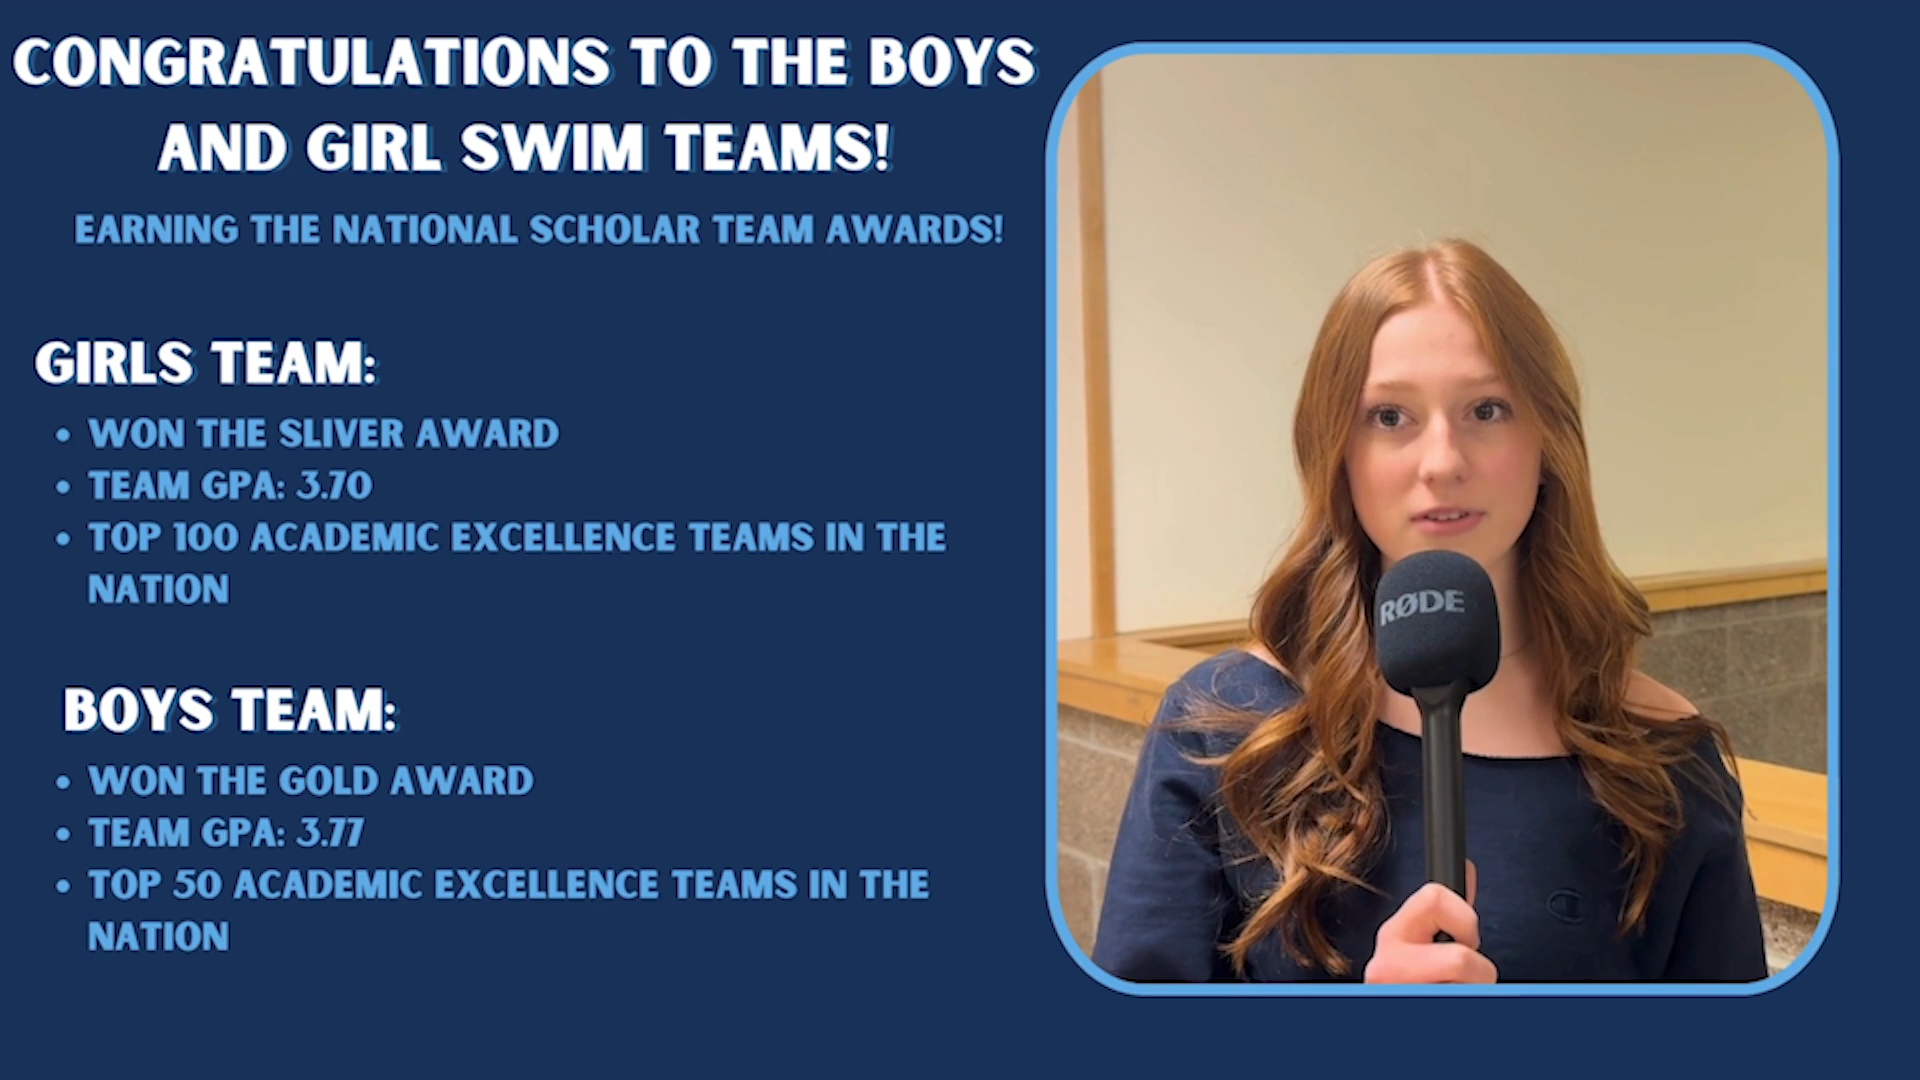 CONGRATULATIONS TO THE BOYS
AND GIRL SWIM TEAMS!
EARNING THE NATIONAL SCHOLAR TEAM AWARDS!
GIRLS TEAM:
• WON THE SLIVER AWARD
• TEAM GPA: 3.70
• TOP 100 ACADEMIC EXCELLENCE TEAMS IN THE
NATION
BOYS TEAM:
• WON THE GOLD AWARD
• TEAM GPA: 3.77
• TOP 50 ACADEMIC EXCELLENCE TEAMS IN THE
NATION
RØDE